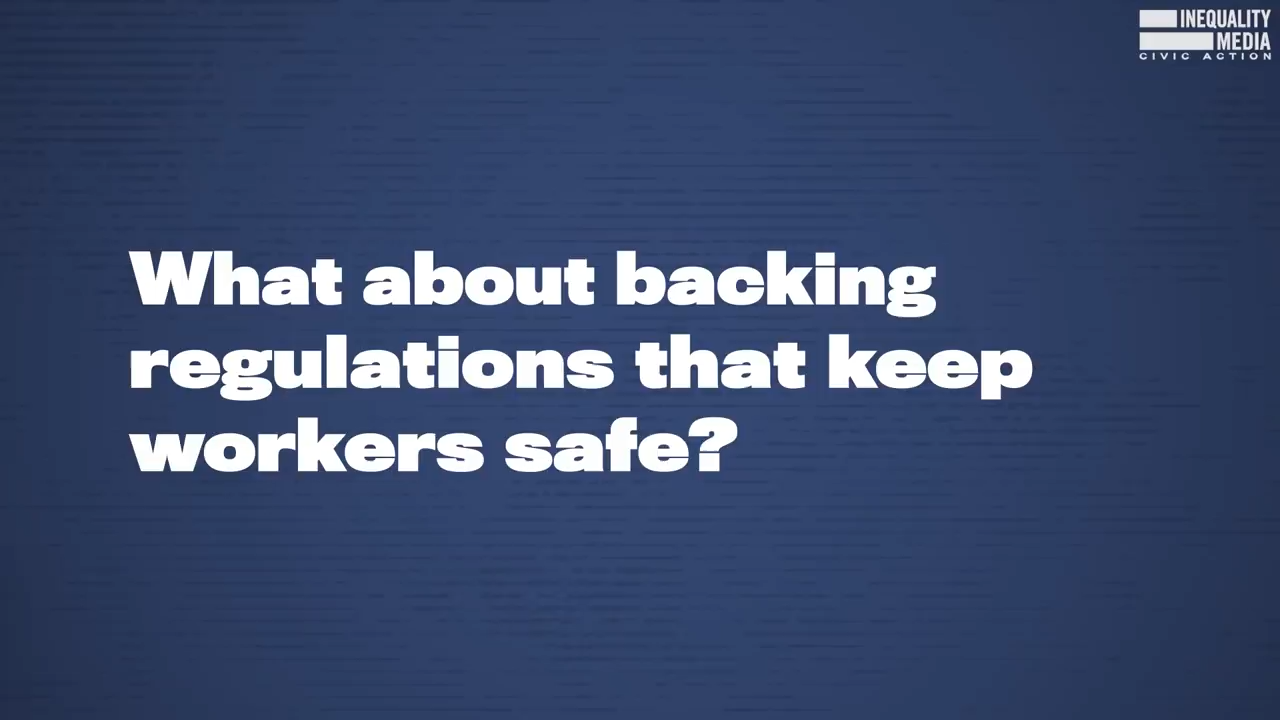 INEQUALITY
MEDIA
CIVIC ACTION
What about backing
regulations that keep
workers safe?